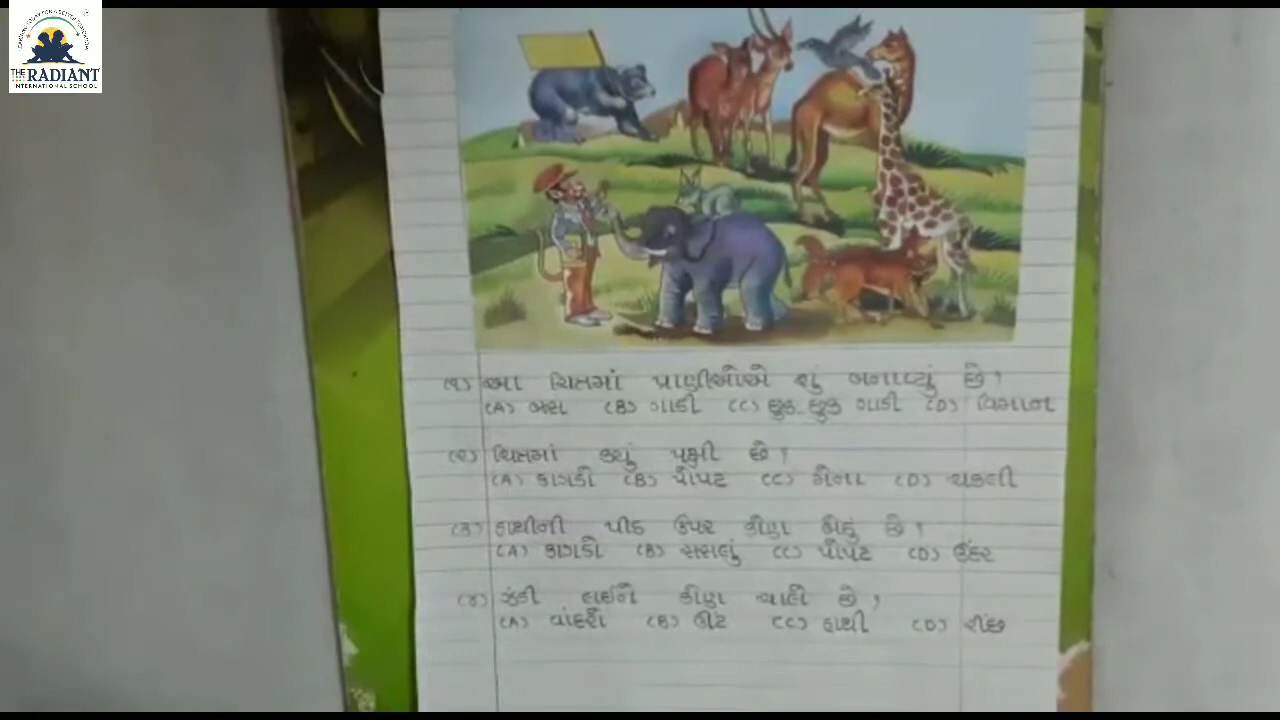 THE RADIANT
INTERNATIONAL SCHOOL
(૧) આ ચિત્રમાં પ્રાણીઓએ શું બનાવ્યું છે?
(A) બસ (B) ગાડી (C) છુક છુક ગાડી (D) વિમાન
(૨) ચિત્રમાં કયું પક્ષી છે?
(A) કાગડો (B) પોપટ (C) મેના (D) ચકલી
(૩) હાથીની પીઠ ઉપર કોણ બેઠું છે?
(A) કાગડો (B) સસલું (C) પોપટ (D) ઉંદર
(૪) ઝંડી લઈને કોણ ચાલે છે?
(A) વાંદરો (B) ઊંટ (C) હાથી (D) રીંછ